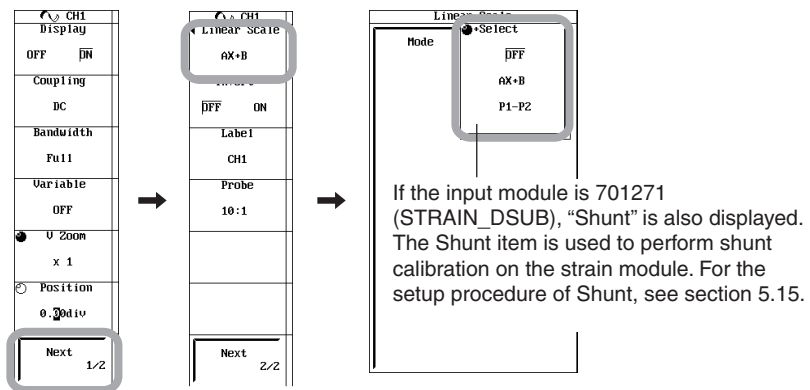 CH1
Display
OFF ON
Coupling
DC
Bandwidth
Full
Variable
OFF
V Zoom
x 1
Position
0.00div
Next
1/2
CH1
Linear Scale
AX+B
OFF ON
Label
CH1
Probe
10:1
Next
2/2
Linear Scale
Mode
+Select
OFF
AX+B
P1-P2
If the input module is 701271
(STRAIN_DSUB), “Shunt” is also displayed.
The Shunt item is used to perform shunt
calibration on the strain module. For the
setup procedure of Shunt, see section 5.15.